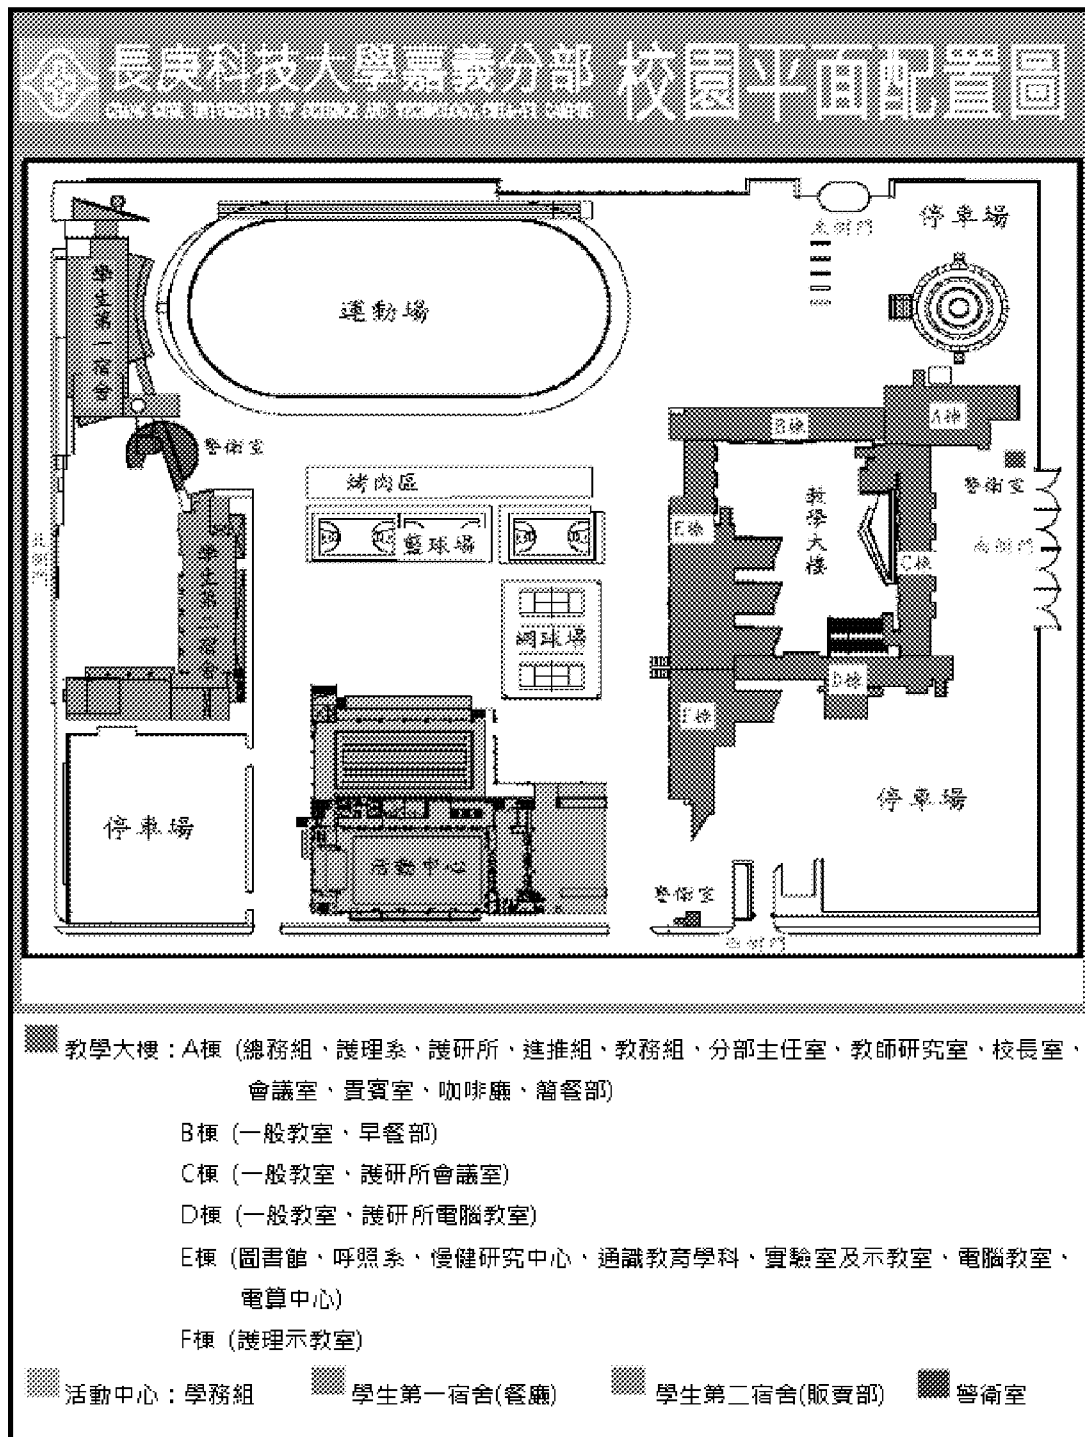 長庚科技大學嘉義分部 校園平面配置圖
CHANG GUNG UNIVERSITY OF SCIENCE AND TECHNOLOGY, CHIA-YI CAMPUS
停車場
運動場
學生第一宿舍
A棟
B棟
警衛室
烤肉區
警衛室
教學大樓
E棟
籃球場
C棟
學生第二宿舍
網球場
D棟
F棟
停車場
停車場
活動中心
警衛室
教學大樓：A棟 (總務組、護理系、護研所、進推組、教務組、分部主任室、教師研究室、校長室、
會議室、貴賓室、咖啡廳、簡餐部)
B棟 (一般教室、早餐部)
C棟 (一般教室、護研所會議室)
D棟 (一般教室、護研所電腦教室)
E棟 (圖書館、呼照系、慢健研究中心、通識教育學科、實驗室及示教室、電腦教室、
電算中心)
F棟 (護理示教室)
活動中心：學務組 學生第一宿舍(餐廳) 學生第二宿舍(販賣部) 警衛室